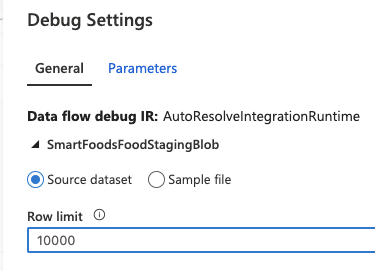 Debug Settings
General Parameters
Data flow debug IR: AutoResolveIntegrationRuntime
SmartFoodsFoodStagingBlob
Source dataset Sample file
Row limit
10000